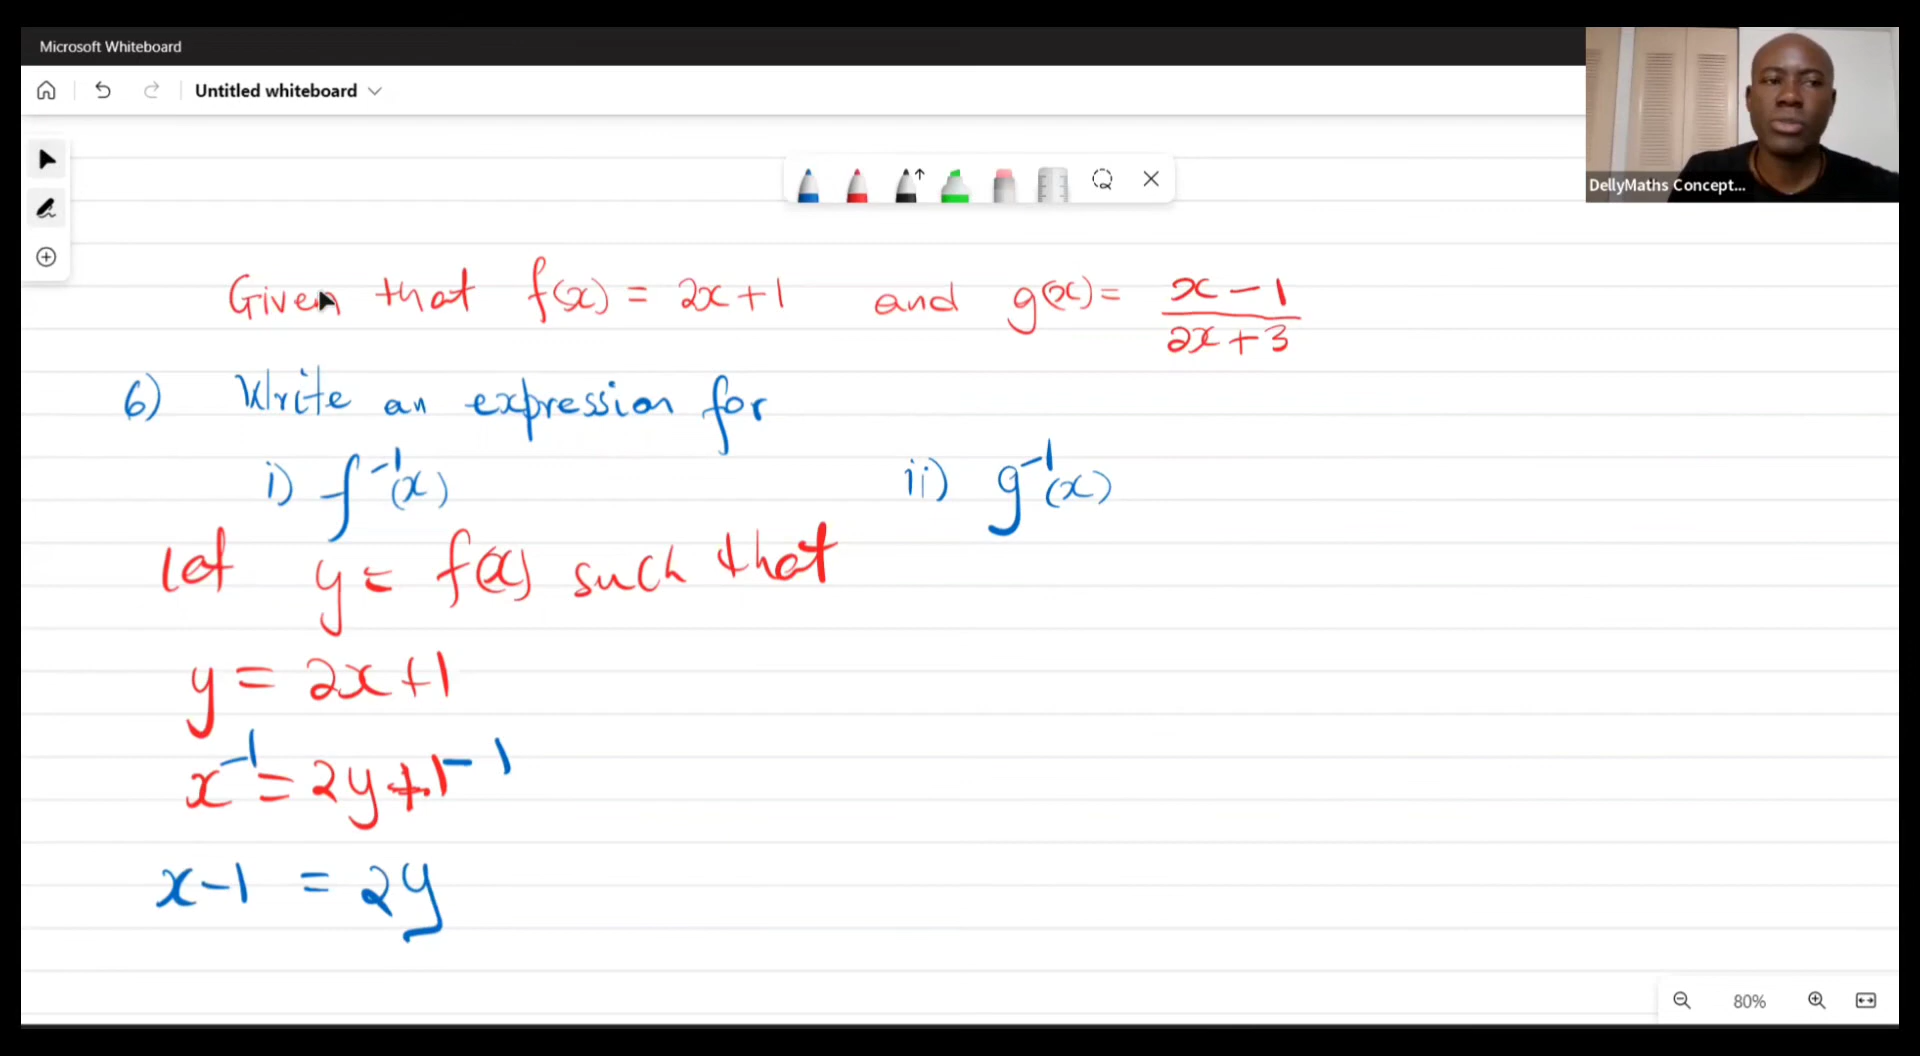 Microsoft Whiteboard
Untitled whiteboard
DellyMaths Concept...
Given that f(x) = 2x+1 and g(x) = x-1 / 2x+3
6) Write an expression for
i) f⁻¹(x) ii) g⁻¹(x)
Let y = f(x) such that
y = 2x+1
x-1 = 2y+1-1
x-1 = 2y
80%